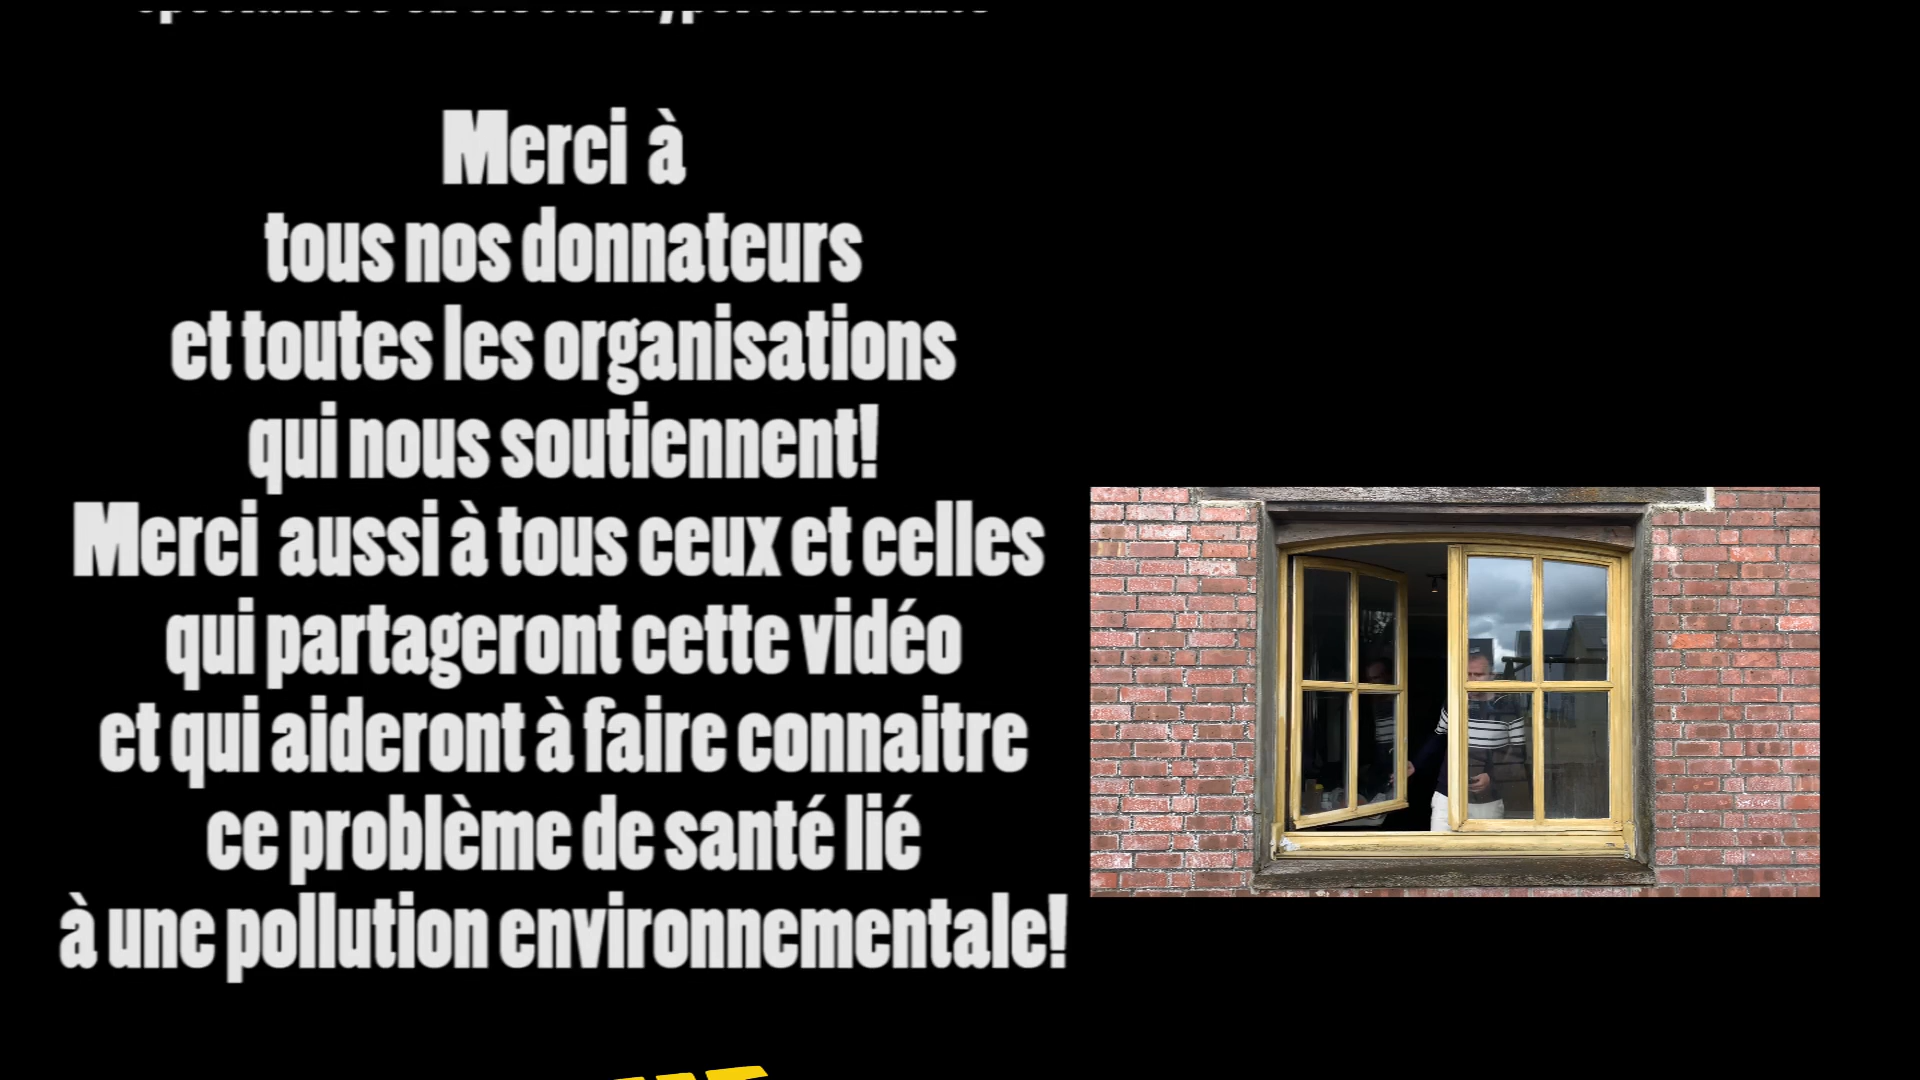 Merci à
tous nos donnateurs
et toutes les organisations
qui nous soutiennent!
Merci aussi à tous ceux et celles
qui partageront cette vidéo
et qui aideront à faire connaitre
ce problème de santé lié
à une pollution environnementale!